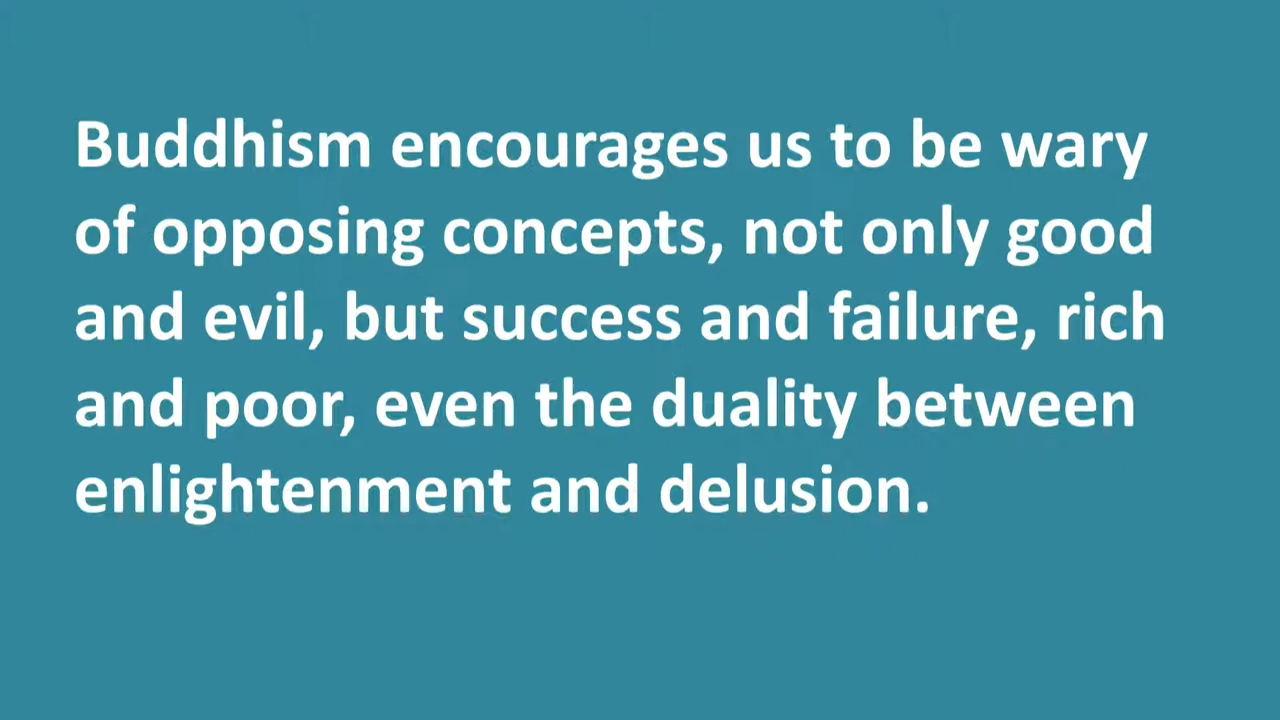 Buddhism encourages us to be wary
of opposing concepts, not only good
and evil, but success and failure, rich
and poor, even the duality between
enlightenment and delusion.